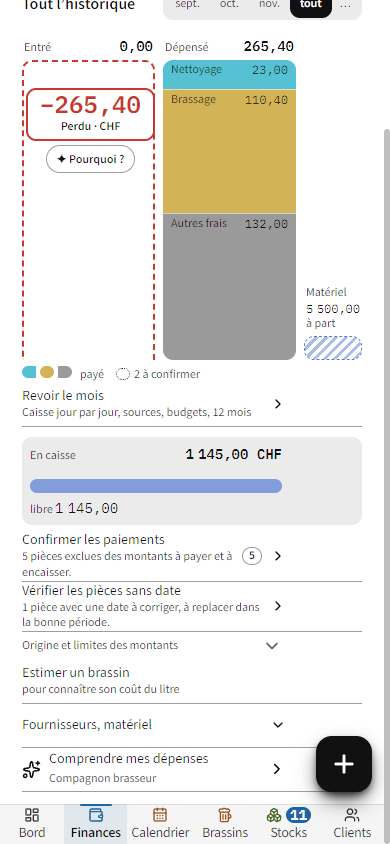 Tout l'historique
sept. oct. nov. tout …
Entré 0,00 Dépensé 265,40
Nettoyage 23,00
−265,40
Perdu · CHF
✦ Pourquoi ?
Brassage 110,40
Autres frais 132,00
Matériel
5 500,00
à part
payé 2 à confirmer
Revoir le mois
Caisse jour par jour, sources, budgets, 12 mois
En caisse 1 145,00 CHF
libre 1 145,00
Confirmer les paiements
5 pièces exclues des montants à payer et à
encaisser.
5
Vérifier les pièces sans date
1 pièce avec une date à corriger, à replacer dans
la bonne période.
Origine et limites des montants
Estimer un brassin
pour connaître son coût du litre
Fournisseurs, matériel
Comprendre mes dépenses
Compagnon brasseur
+
11
Bord Finances Calendrier Brassins Stocks Clients